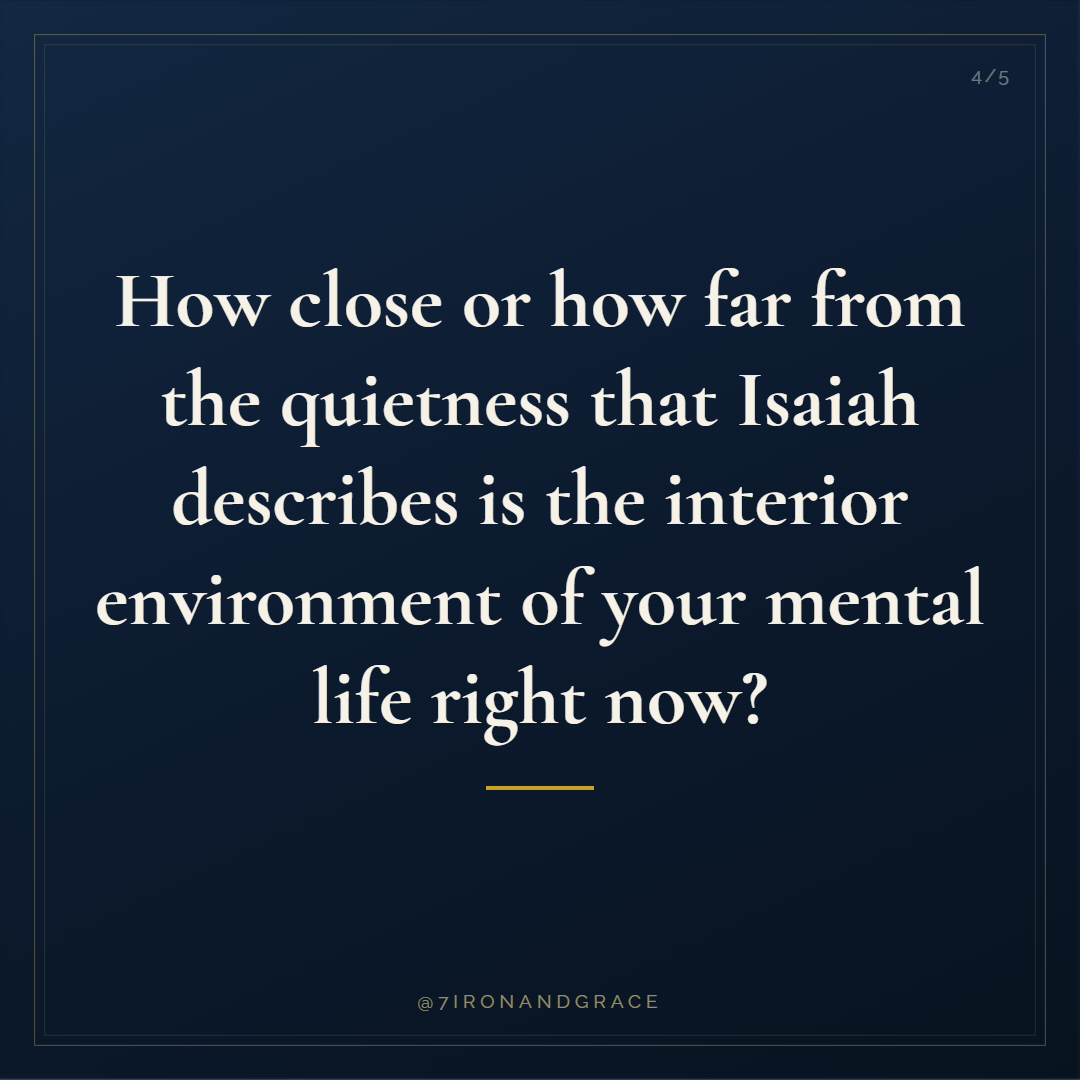 4/5
How close or how far from
the quietness that Isaiah
describes is the interior
environment of your mental
life right now?
@7IRONANDGRACE